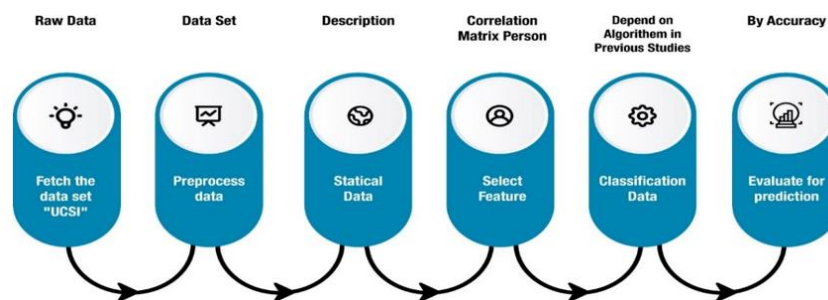 Raw Data
Data Set
Description
Correlation
Matrix Person
Depend on
Algorithem in
Previous Studies
By Accuracy
Fetch the
data set
"UCSI"
Preprocess
data
Statical
Data
Select
Feature
Classification
Data
Evaluate for
prediction